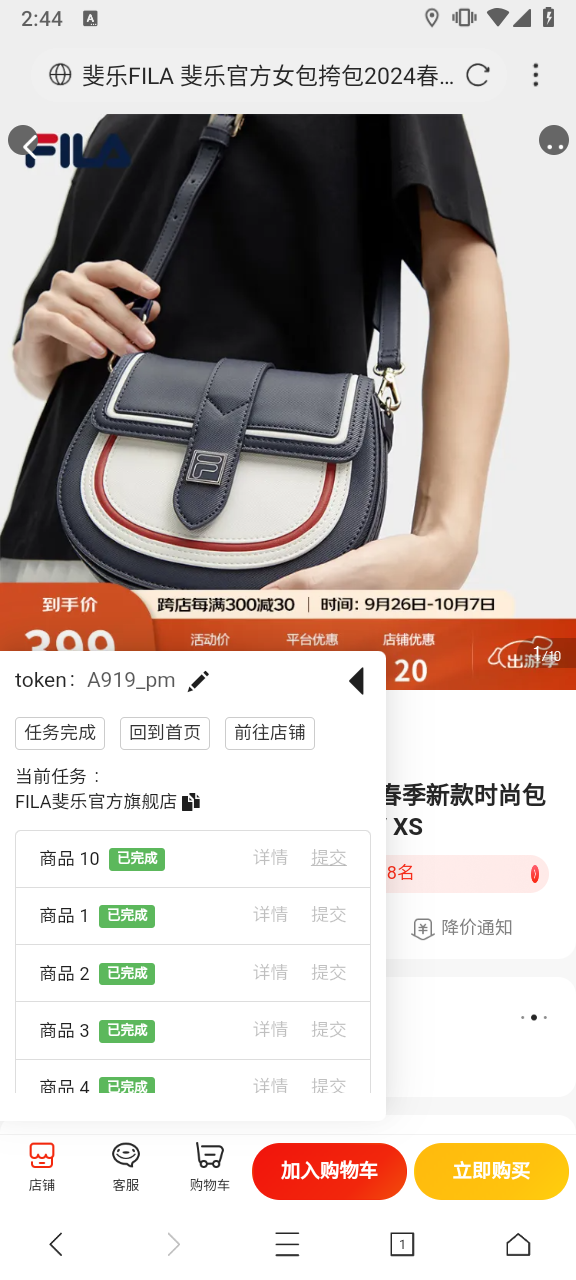 2:44
A
斐乐FILA 斐乐官方女包挎包2024春...
FILA
到手价
跨店每满300减30 | 时间：9月26日-10月7日
399
活动价 平台优惠 店铺优惠
20
出游季
1/10
token： A919_pm
任务完成 回到首页 前往店铺
当前任务：
FILA斐乐官方旗舰店
春季新款时尚包
XS
8名
降价通知
商品 10 已完成 详情 提交
商品 1 已完成 详情 提交
商品 2 已完成 详情 提交
商品 3 已完成 详情 提交
商品 4 已完成 详情 提交
店铺 客服 购物车 加入购物车 立即购买
1